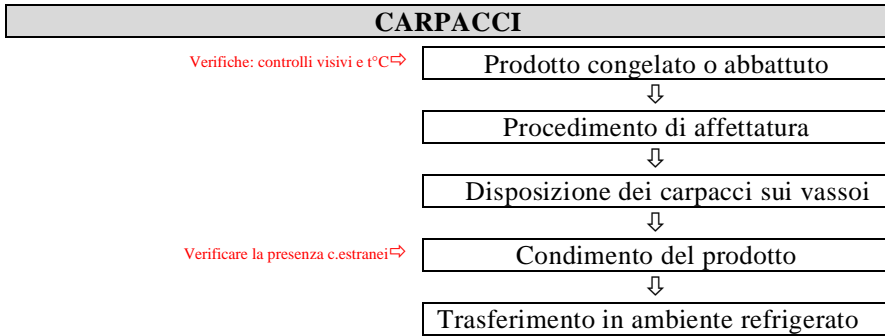 CARPACCI
Verifiche: controlli visivi e t°C⇨ Prodotto congelato o abbattuto
⇩
Procedimento di affettatura
⇩
Disposizione dei carpacci sui vassoi
⇩
Verificare la presenza c.estranei⇨ Condimento del prodotto
⇩
Trasferimento in ambiente refrigerato